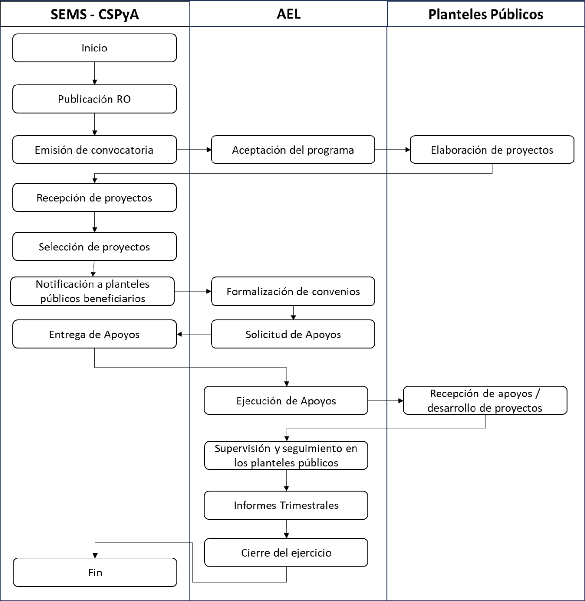 SEMS - CSPyA
AEL
Planteles Públicos
Inicio
Publicación RO
Emisión de convocatoria
Aceptación del programa
Elaboración de proyectos
Recepción de proyectos
Selección de proyectos
Notificación a planteles
públicos beneficiarios
Formalización de convenios
Entrega de Apoyos
Solicitud de Apoyos
Ejecución de Apoyos
Recepción de apoyos /
desarrollo de proyectos
Supervisión y seguimiento en
los planteles públicos
Informes Trimestrales
Cierre del ejercicio
Fin